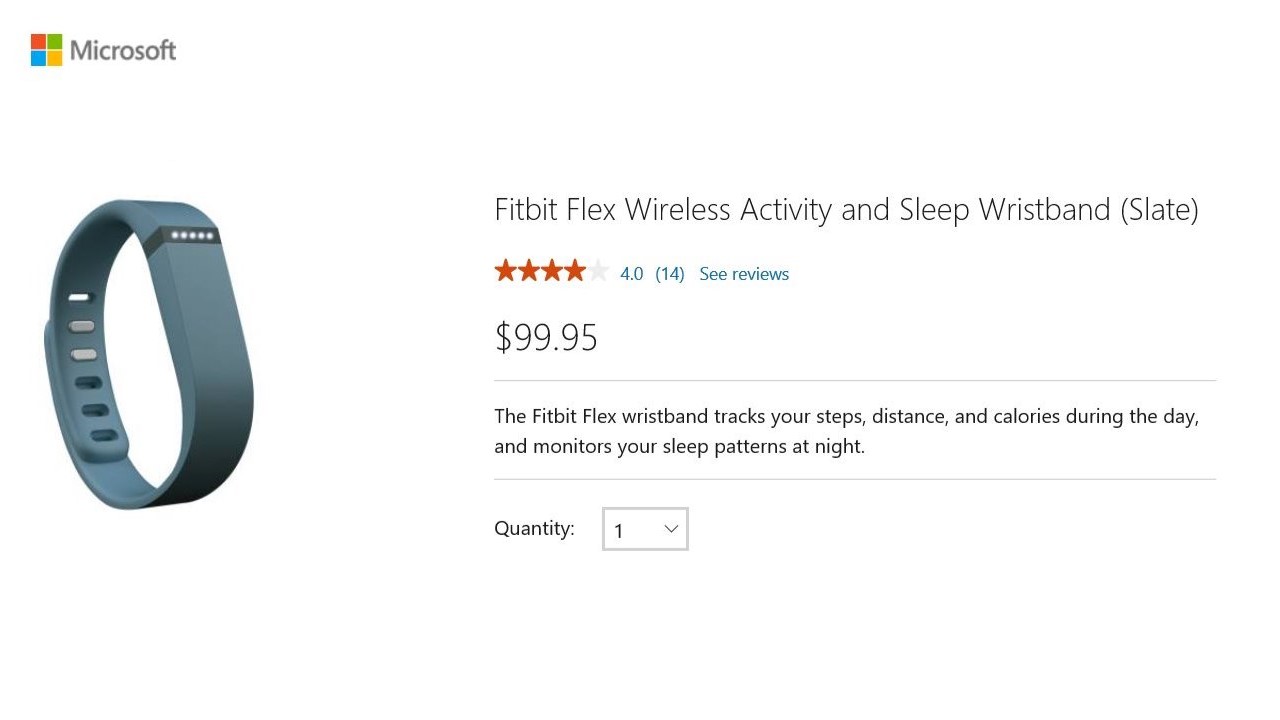 Microsoft
Fitbit Flex Wireless Activity and Sleep Wristband (Slate)
4.0 (14) See reviews
$99.95
The Fitbit Flex wristband tracks your steps, distance, and calories during the day,
and monitors your sleep patterns at night.
Quantity: 1